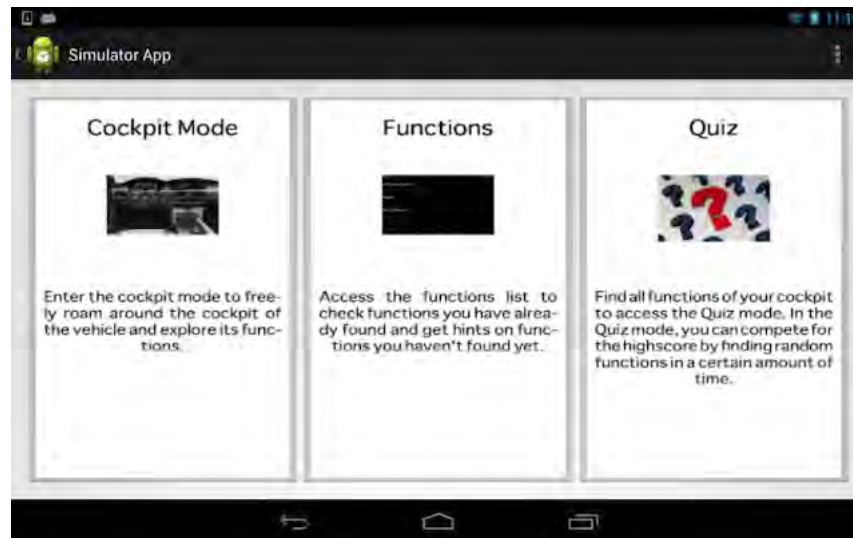 Simulator App
Cockpit Mode
Enter the cockpit mode to free-
ly roam around the cockpit of
the vehicle and explore its func-
tions.
Functions
Access the functions list to
check functions you have alrea-
dy found and get hints on func-
tions you haven't found yet.
Quiz
Find all functions of your cockpit
to access the Quiz mode. In the
Quiz mode, you can compete for
the highscore by finding random
functions in a certain amount of
time.